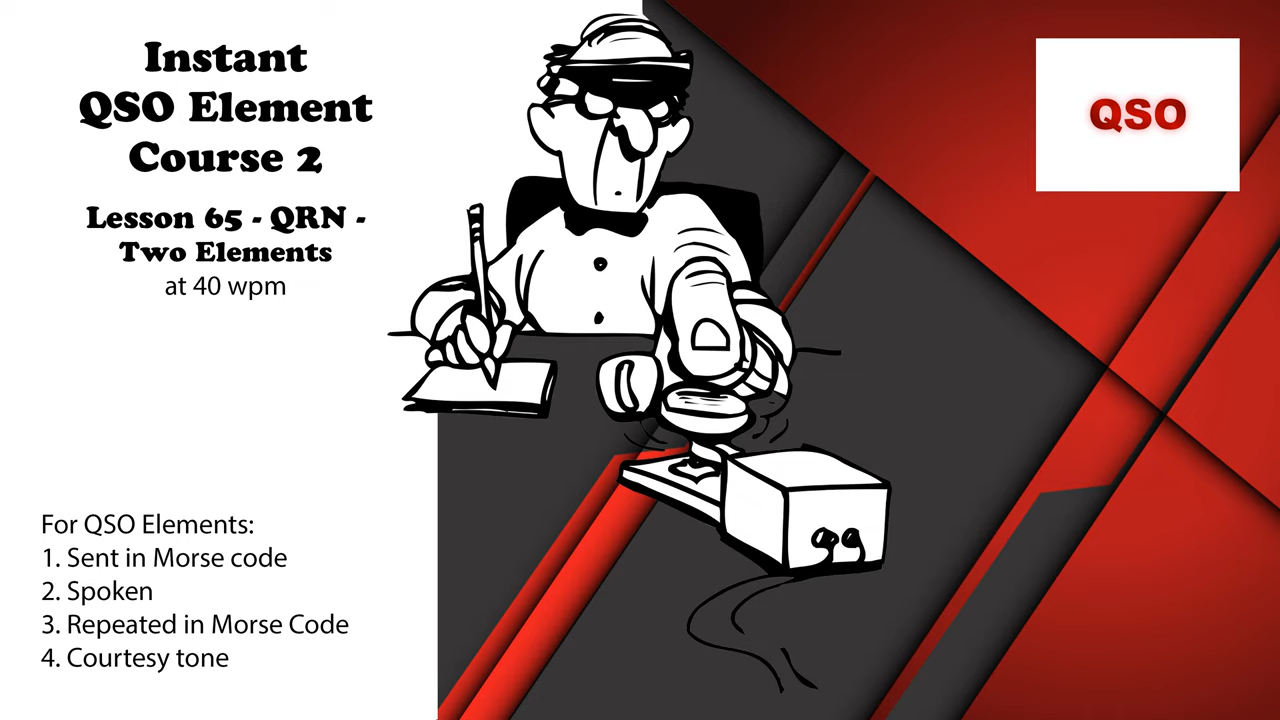 Instant
QSO Element
Course 2
Lesson 65 - QRN -
Two Elements
at 40 wpm
QSO
For QSO Elements:
1. Sent in Morse code
2. Spoken
3. Repeated in Morse Code
4. Courtesy tone